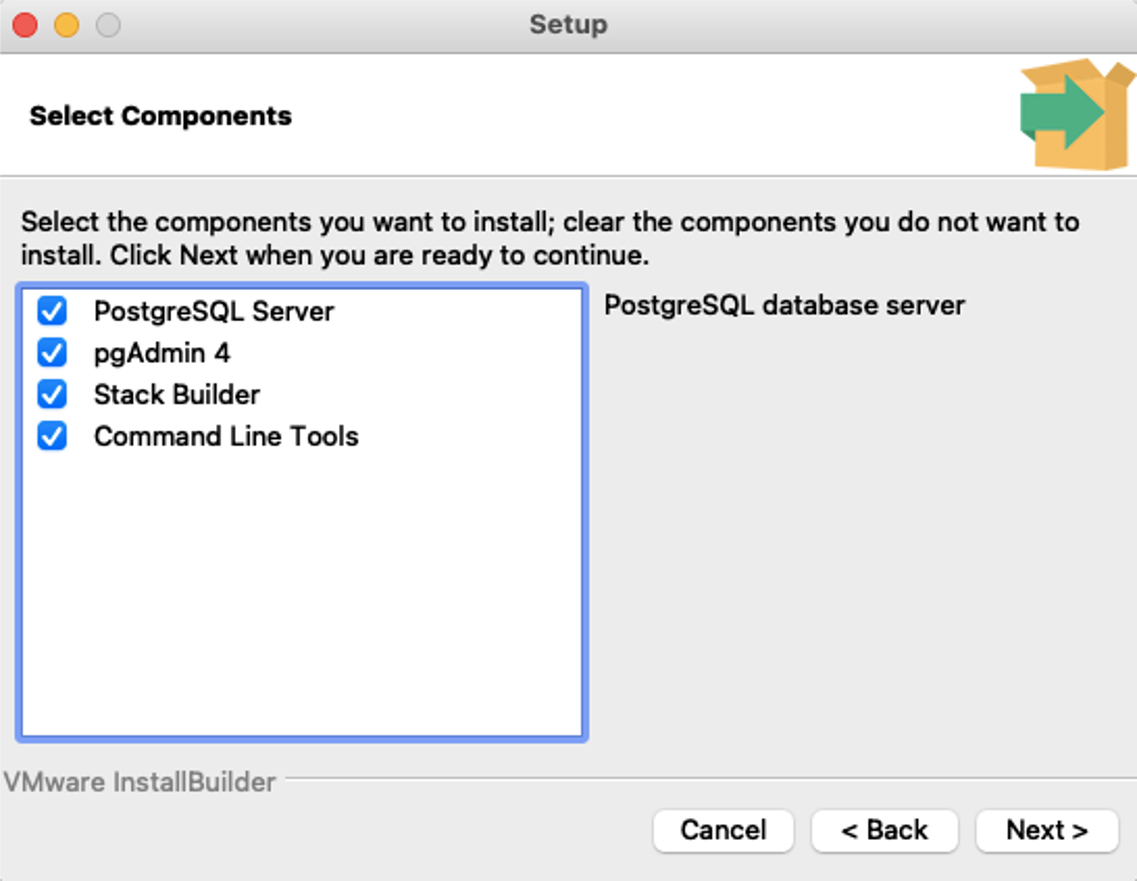 Setup
Select Components
Select the components you want to install; clear the components you do not want to
install. Click Next when you are ready to continue.
PostgreSQL Server
pgAdmin 4
Stack Builder
Command Line Tools
PostgreSQL database server
VMware InstallBuilder
Cancel
< Back
Next >